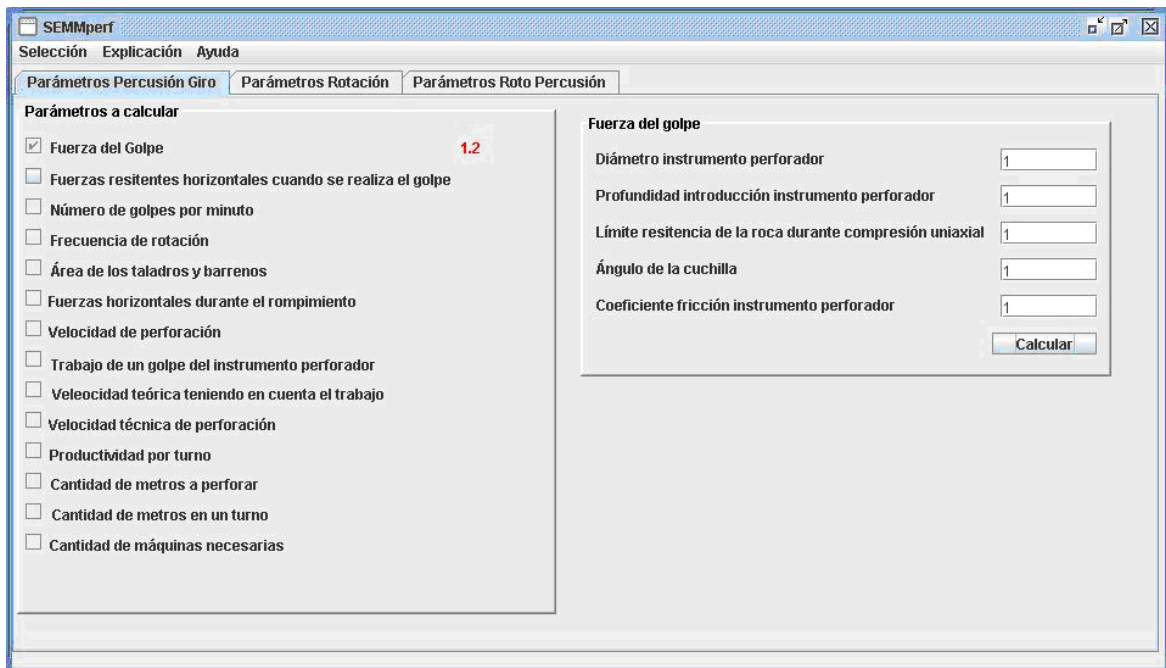 SEMMperf
Selección Explicación Ayuda
Parámetros Percusión Giro Parámetros Rotación Parámetros Roto Percusión
Parámetros a calcular
Fuerza del Golpe 1.2
Fuerzas resitentes horizontales cuando se realiza el golpe
Número de golpes por minuto
Frecuencia de rotación
Área de los taladros y barrenos
Fuerzas horizontales durante el rompimiento
Velocidad de perforación
Trabajo de un golpe del instrumento perforador
Veleocidad teórica teniendo en cuenta el trabajo
Velocidad técnica de perforación
Productividad por turno
Cantidad de metros a perforar
Cantidad de metros en un turno
Cantidad de máquinas necesarias
Fuerza del golpe
Diámetro instrumento perforador 1
Profundidad introducción instrumento perforador 1
Límite resitencia de la roca durante compresión uniaxial 1
Ángulo de la cuchilla 1
Coeficiente fricción instrumento perforador 1
Calcular